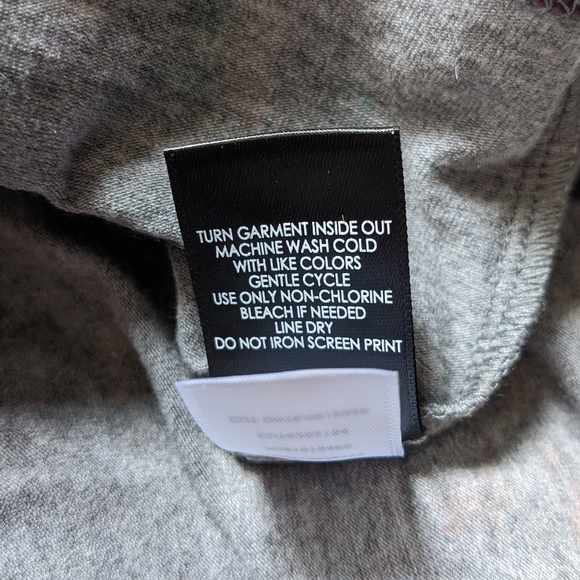 TURN GARMENT INSIDE OUT
MACHINE WASH COLD
WITH LIKE COLORS
GENTLE CYCLE
USE ONLY NON-CHLORINE
BLEACH IF NEEDED
LINE DRY
DO NOT IRON SCREEN PRINT